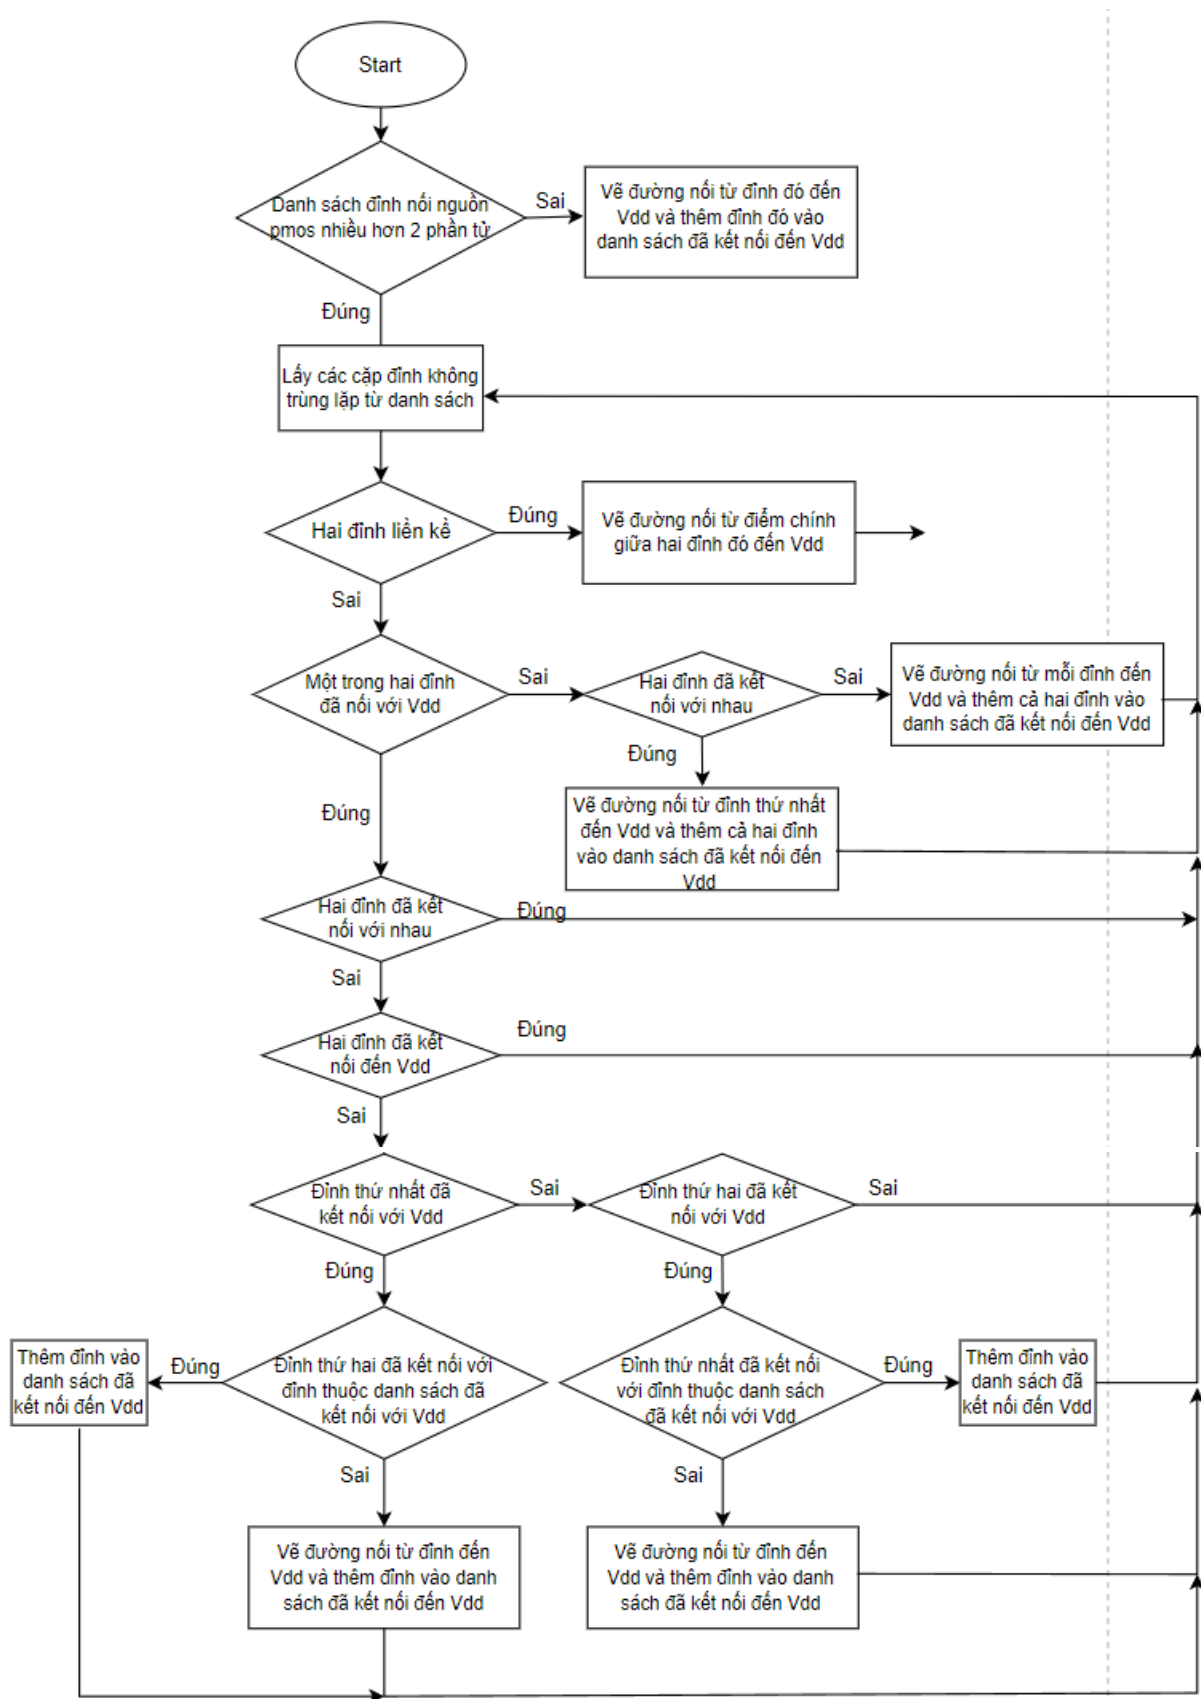 Start
Danh sách đỉnh nối nguồn
pmos nhiều hơn 2 phần tử
Sai
Vẽ đường nối từ đỉnh đó đến
Vdd và thêm đỉnh đó vào
danh sách đã kết nối đến Vdd
Đúng
Lấy các cặp đỉnh không
trùng lặp từ danh sách
Hai đỉnh liền kề
Đúng
Vẽ đường nối từ điểm chính
giữa hai đỉnh đó đến Vdd
Sai
Một trong hai đỉnh
đã nối với Vdd
Sai
Hai đỉnh đã kết
nối với nhau
Sai
Vẽ đường nối từ mỗi đỉnh đến
Vdd và thêm cả hai đỉnh vào
danh sách đã kết nối đến Vdd
Đúng
Vẽ đường nối từ đỉnh thứ nhất
đến Vdd và thêm cả hai đỉnh
vào danh sách đã kết nối đến
Vdd
Đúng
Hai đỉnh đã kết
nối với nhau
Đúng
Sai
Hai đỉnh đã kết
nối đến Vdd
Đúng
Sai
Đỉnh thứ nhất đã
kết nối với Vdd
Sai
Đỉnh thứ hai đã kết
nối với Vdd
Sai
Đúng
Đúng
Thêm đỉnh vào
danh sách đã
kết nối đến Vdd
Đúng
Đỉnh thứ hai đã kết nối với
đỉnh thuộc danh sách đã
kết nối với Vdd
Đỉnh thứ nhất đã kết nối
với đỉnh thuộc danh sách
đã kết nối với Vdd
Đúng
Thêm đỉnh vào
danh sách đã
kết nối đến Vdd
Sai
Sai
Vẽ đường nối từ đỉnh đến
Vdd và thêm đỉnh vào danh
sách đã kết nối đến Vdd
Vẽ đường nối từ đỉnh đến
Vdd và thêm đỉnh vào danh
sách đã kết nối đến Vdd